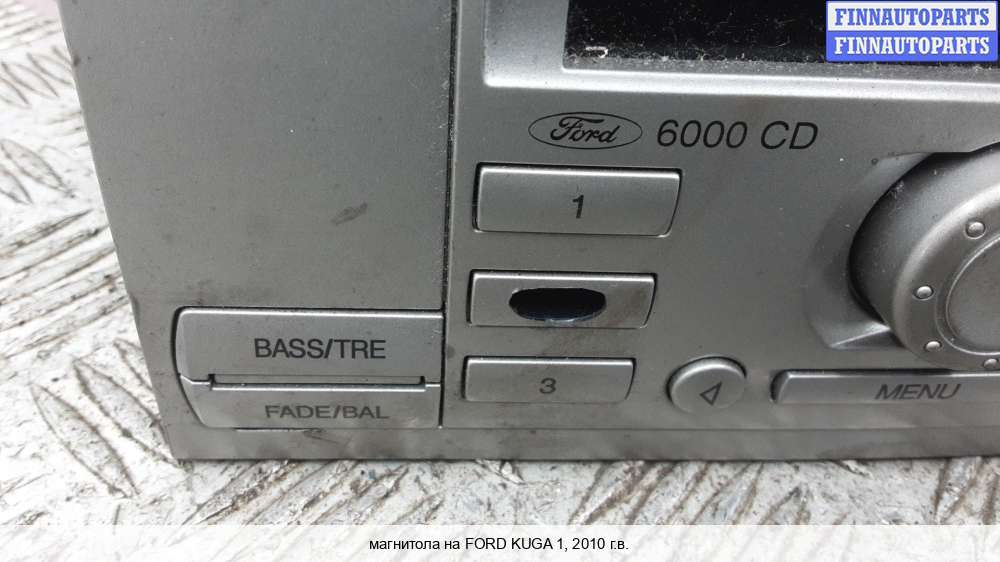 FINNAUTOPARTS
FINNAUTOPARTS
Ford 6000 CD
1
BASS/TRE
3
FADE/BAL
MENU
магнитола на FORD KUGA 1, 2010 г.в.